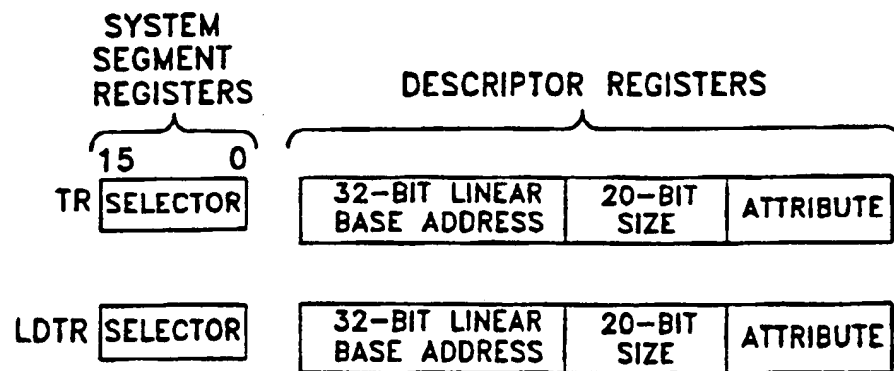 SYSTEM
SEGMENT
REGISTERS
DESCRIPTOR REGISTERS
15 0
TR SELECTOR 32-BIT LINEAR BASE ADDRESS 20-BIT SIZE ATTRIBUTE
LDTR SELECTOR 32-BIT LINEAR BASE ADDRESS 20-BIT SIZE ATTRIBUTE